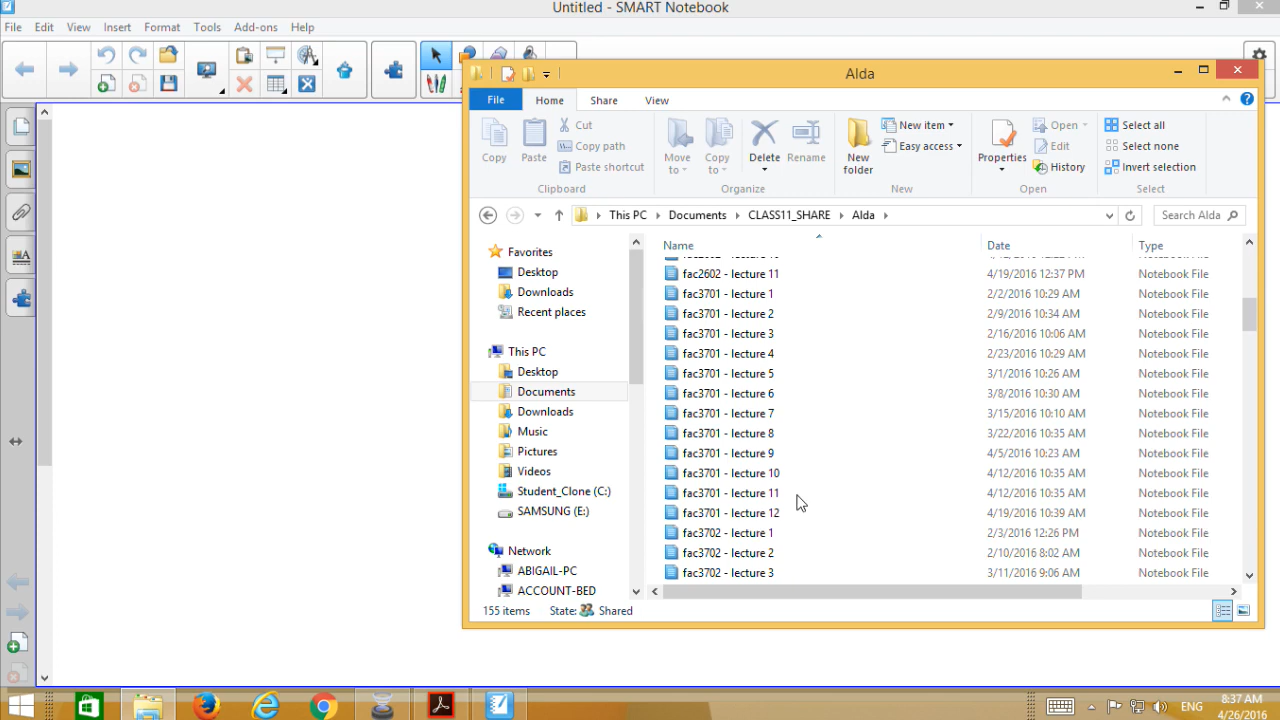 Untitled - SMART Notebook
File Edit View Insert Format Tools Add-ons Help
Alda
File Home Share View
Copy Paste Cut Copy path Paste shortcut
Clipboard
Move to Copy to Delete Rename
Organize
New folder New item Easy access
New
Properties Open Edit History
Open
Select all Select none Invert selection
Select
This PC Documents CLASS11_SHARE Alda
Search Alda
Favorites
Desktop
Downloads
Recent places
This PC
Desktop
Documents
Downloads
Music
Pictures
Videos
Student_Clone (C:)
SAMSUNG (E:)
Network
ABIGAIL-PC
ACCOUNT-BED
Name Date Type
fac2602 - lecture 11 4/19/2016 12:37 PM Notebook File
fac3701 - lecture 1 2/2/2016 10:29 AM Notebook File
fac3701 - lecture 2 2/9/2016 10:34 AM Notebook File
fac3701 - lecture 3 2/16/2016 10:06 AM Notebook File
fac3701 - lecture 4 2/23/2016 10:29 AM Notebook File
fac3701 - lecture 5 3/1/2016 10:26 AM Notebook File
fac3701 - lecture 6 3/8/2016 10:30 AM Notebook File
fac3701 - lecture 7 3/15/2016 10:10 AM Notebook File
fac3701 - lecture 8 3/22/2016 10:35 AM Notebook File
fac3701 - lecture 9 4/5/2016 10:23 AM Notebook File
fac3701 - lecture 10 4/12/2016 10:35 AM Notebook File
fac3701 - lecture 11 4/12/2016 10:35 AM Notebook File
fac3701 - lecture 12 4/19/2016 10:39 AM Notebook File
fac3702 - lecture 1 2/3/2016 12:26 PM Notebook File
fac3702 - lecture 2 2/10/2016 8:02 AM Notebook File
fac3702 - lecture 3 3/11/2016 9:06 AM Notebook File
155 items State: Shared
ENG
8:37 AM
4/26/2016